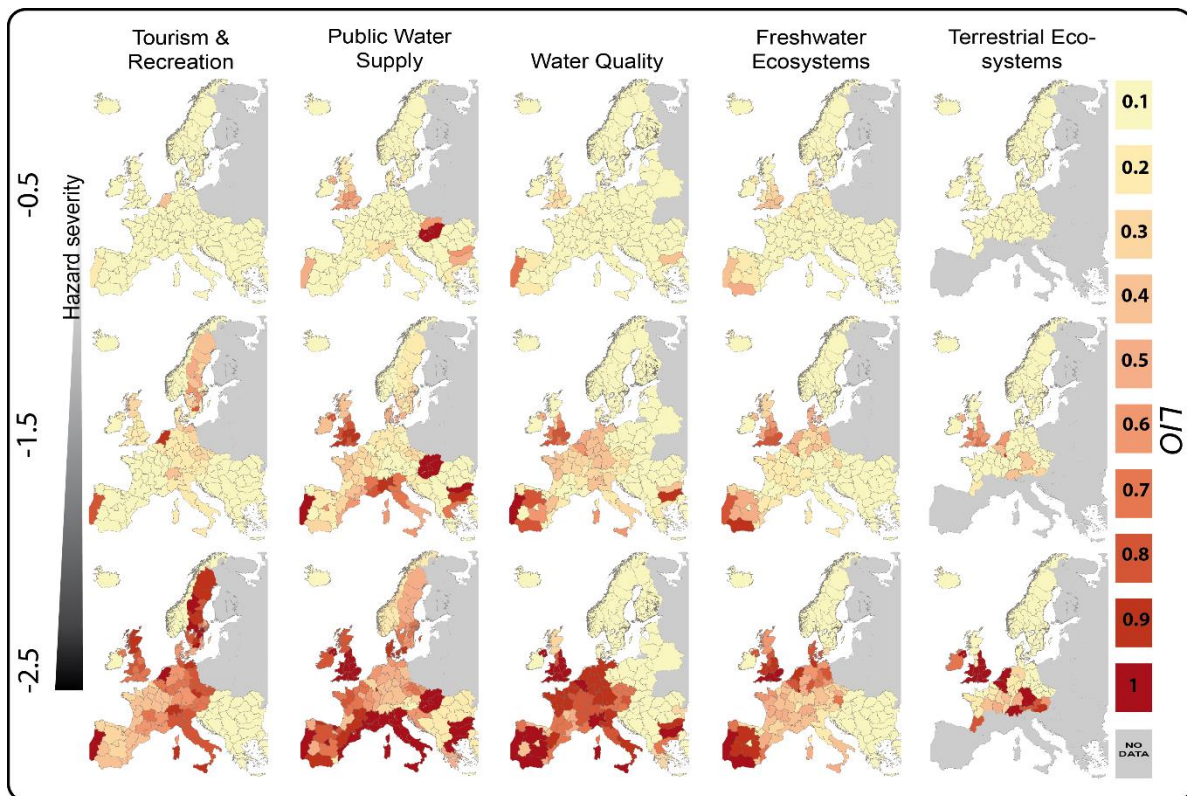 Tourism &
Recreation
Public Water
Supply
Water Quality
Freshwater
Ecosystems
Terrestrial Eco-
systems
-0.5
-1.5
-2.5
Hazard severity
0.1
0.2
0.3
0.4
0.5
0.6
0.7
0.8
0.9
1
NO
DATA
LIO